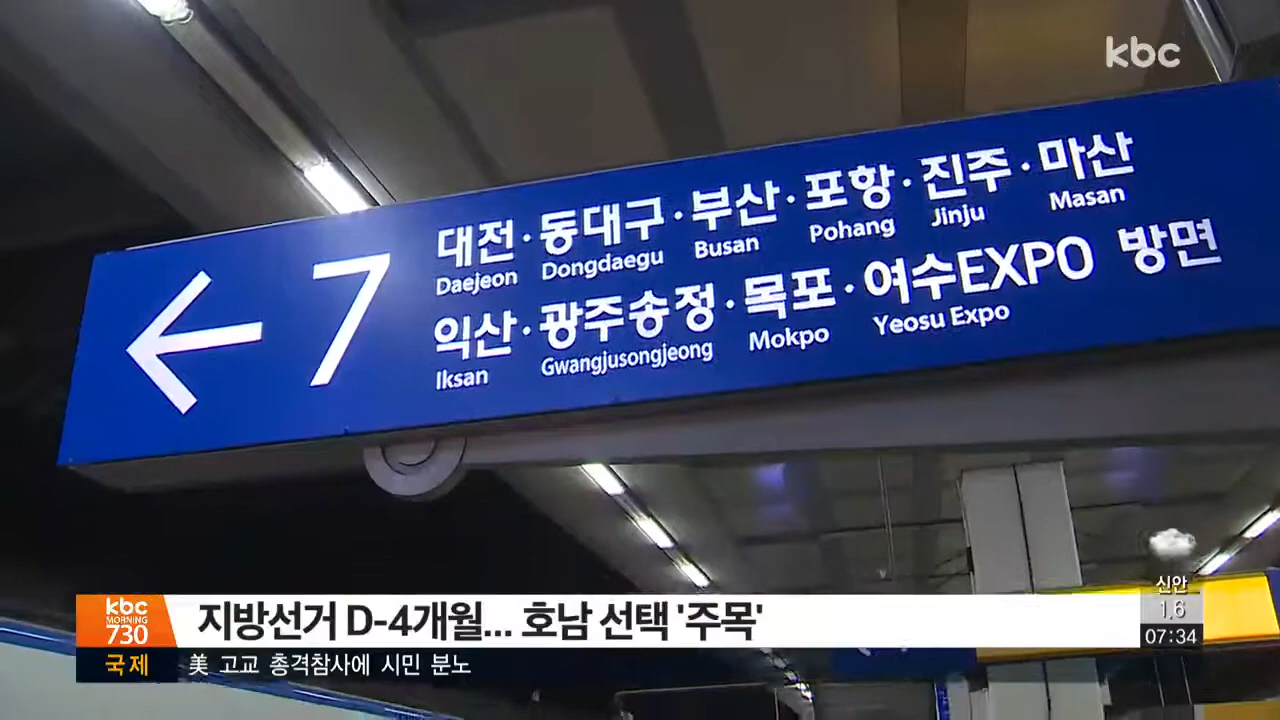 kbc
7
대전·동대구·부산·포항·진주·마산
Daejeon Dongdaegu Busan Pohang Jinju Masan
익산·광주송정·목포·여수EXPO 방면
Iksan Gwangjusongjeong Mokpo Yeosu Expo
kbc MORNING 730
지방선거 D-4개월... 호남 선택 '주목'
신안
1.6
07:34
국제
美 고교 총격참사에 시민 분노